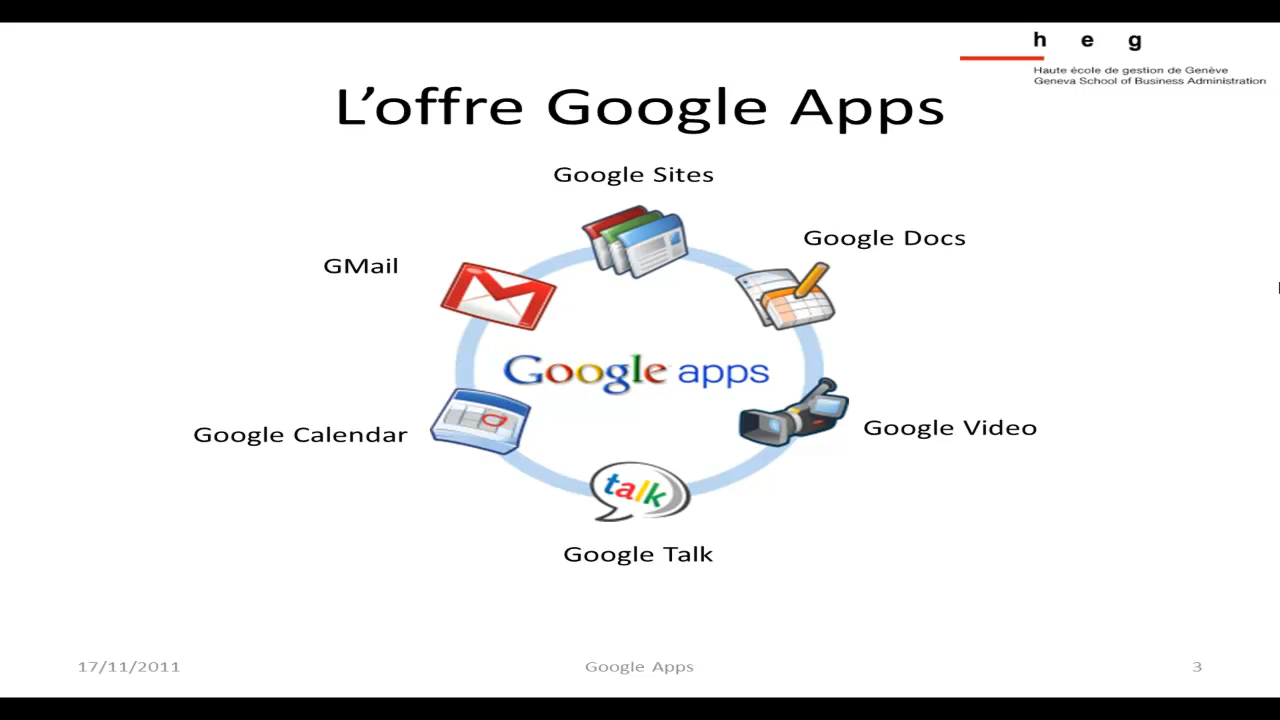 h e g
Haute école de gestion de Genève
Geneva School of Business Administration
L’offre Google Apps
Google Sites
Google Docs
GMail
Google apps
Google Calendar
Google Video
talk
Google Talk
17/11/2011
Google Apps
3